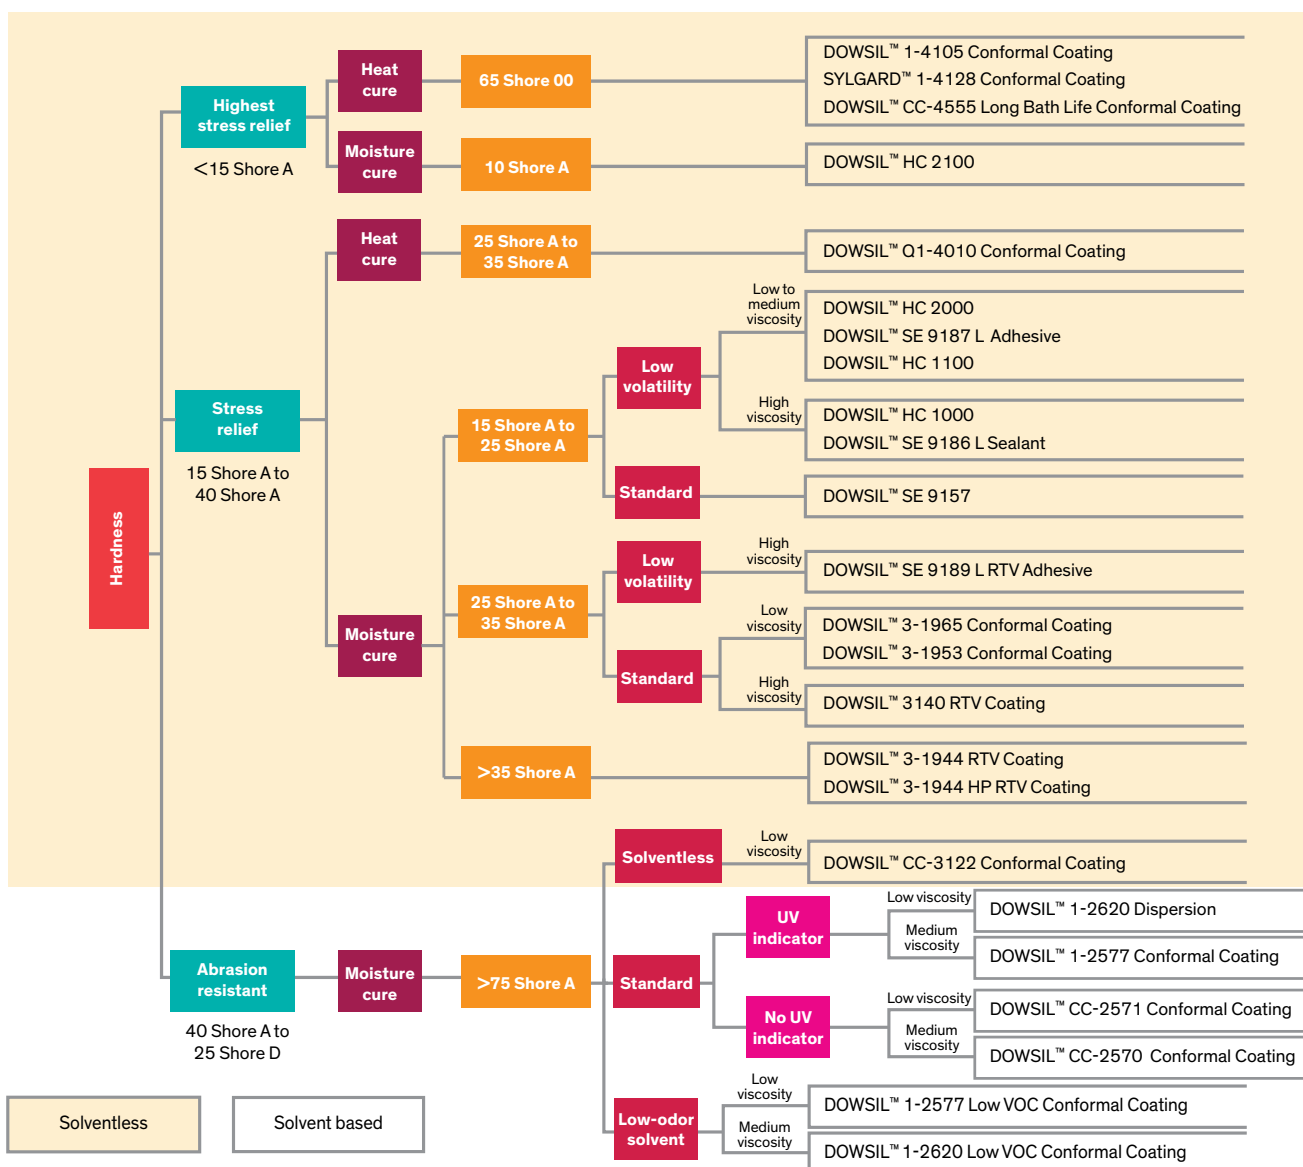 Hardness
Highest
stress relief
<15 Shore A
Heat
cure
65 Shore 00
DOWSIL™ 1-4105 Conformal Coating
SYLGARD™ 1-4128 Conformal Coating
DOWSIL™ CC-4555 Long Bath Life Conformal Coating
Moisture
cure
10 Shore A
DOWSIL™ HC 2100
Stress
relief
15 Shore A to
40 Shore A
Heat
cure
25 Shore A to
35 Shore A
DOWSIL™ Q1-4010 Conformal Coating
Moisture
cure
15 Shore A to
25 Shore A
Low
volatility
Low to
medium
viscosity
DOWSIL™ HC 2000
DOWSIL™ SE 9187 L Adhesive
DOWSIL™ HC 1100
High
viscosity
DOWSIL™ HC 1000
DOWSIL™ SE 9186 L Sealant
Standard
DOWSIL™ SE 9157
25 Shore A to
35 Shore A
Low
volatility
High
viscosity
DOWSIL™ SE 9189 L RTV Adhesive
Standard
Low
viscosity
DOWSIL™ 3-1965 Conformal Coating
DOWSIL™ 3-1953 Conformal Coating
High
viscosity
DOWSIL™ 3140 RTV Coating
>35 Shore A
DOWSIL™ 3-1944 RTV Coating
DOWSIL™ 3-1944 HP RTV Coating
Abrasion
resistant
40 Shore A to
25 Shore D
Moisture
cure
>75 Shore A
Solventless
Low
viscosity
DOWSIL™ CC-3122 Conformal Coating
Standard
UV
indicator
Low viscosity
DOWSIL™ 1-2620 Dispersion
Medium
viscosity
DOWSIL™ 1-2577 Conformal Coating
No UV
indicator
Low viscosity
DOWSIL™ CC-2571 Conformal Coating
Medium
viscosity
DOWSIL™ CC-2570 Conformal Coating
Low-odor
solvent
Low
viscosity
DOWSIL™ 1-2577 Low VOC Conformal Coating
Medium
viscosity
DOWSIL™ 1-2620 Low VOC Conformal Coating
Solventless
Solvent based